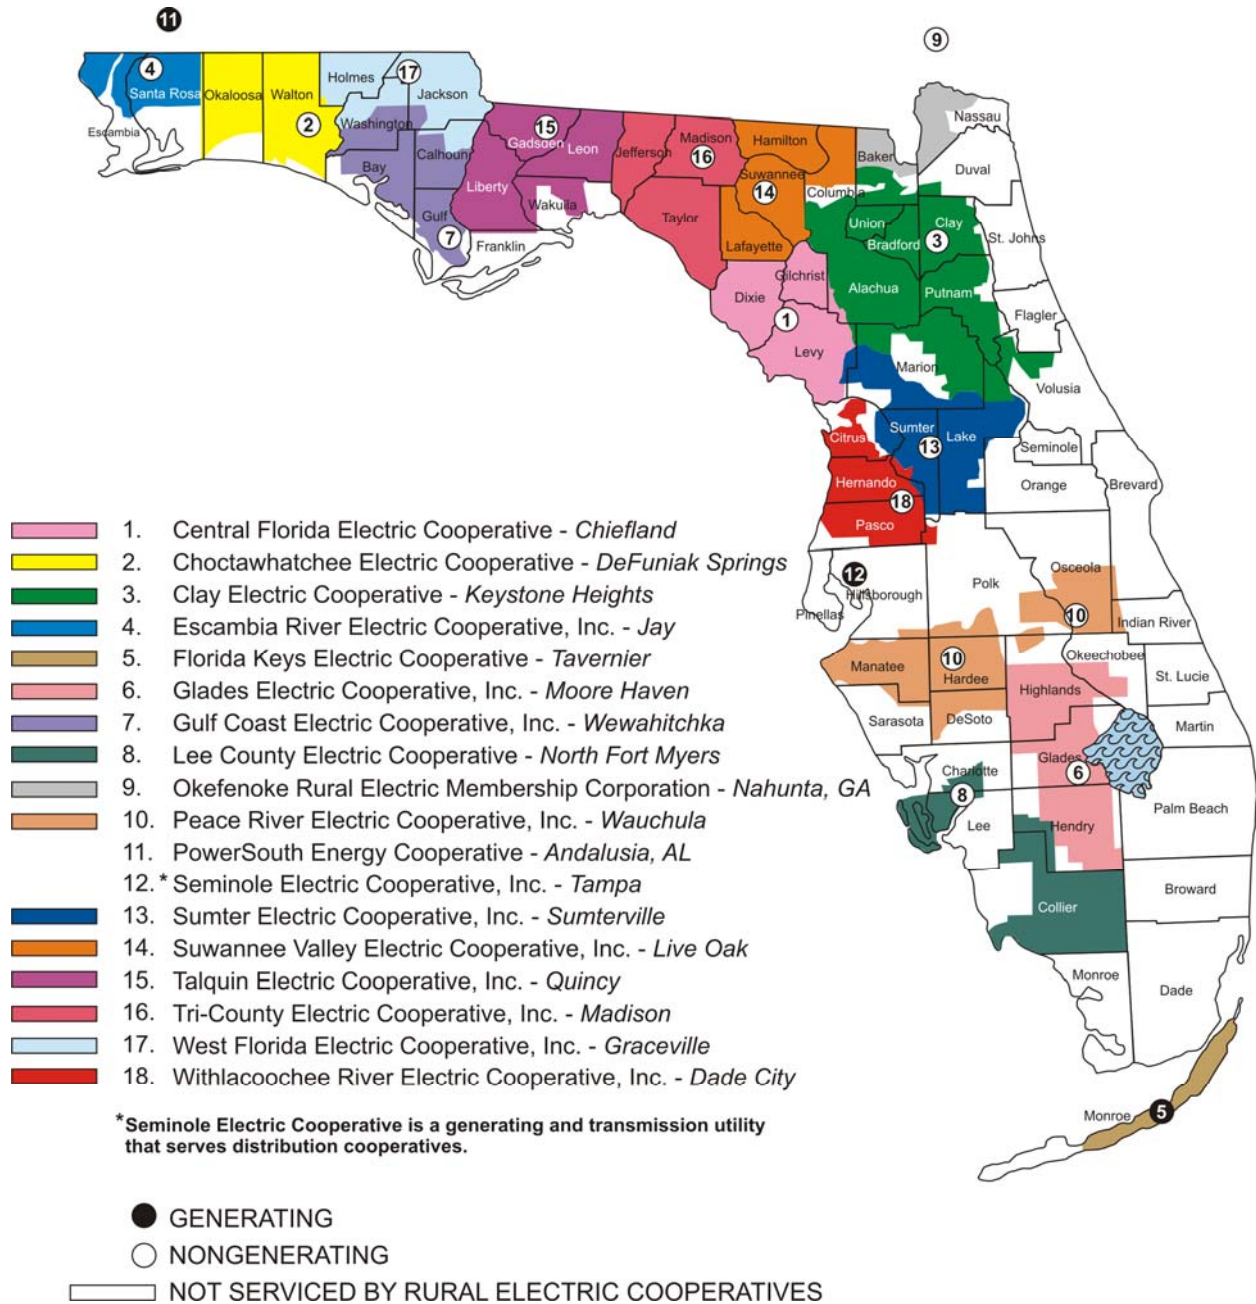 11
9
4
17
Holmes
Santa Rosa
Okaloosa
Walton
Jackson
Nassau
2
Washington
15
Escambia
Gadsden
Leon
Madison
Hamilton
Baker
Duval
Bay
Calhoun
Jefferson
16
Suwannee
Liberty
14
Columbia
Wakulla
Gulf
Taylor
Union
Clay
7
Franklin
Lafayette
Bradford
3
St. Johns
Gilchrist
Dixie
Alachua
Putnam
1
Flagler
Levy
Marion
Volusia
Citrus
Sumter
Lake
13
Seminole
Hernando
Orange
Brevard
18
Pasco
12
Hillsborough
Polk
Osceola
Pinellas
10
Indian River
Okeechobee
Manatee
10
Hardee
Highlands
St. Lucie
Sarasota
DeSoto
Martin
Glades
Charlotte
6
8
Palm Beach
Lee
Hendry
Broward
Collier
Monroe
Dade
Monroe
5
1. Central Florida Electric Cooperative - Chiefland
2. Choctawhatchee Electric Cooperative - DeFuniak Springs
3. Clay Electric Cooperative - Keystone Heights
4. Escambia River Electric Cooperative, Inc. - Jay
5. Florida Keys Electric Cooperative - Tavernier
6. Glades Electric Cooperative, Inc. - Moore Haven
7. Gulf Coast Electric Cooperative, Inc. - Wewahitchka
8. Lee County Electric Cooperative - North Fort Myers
9. Okefenoke Rural Electric Membership Corporation - Nahunta, GA
10. Peace River Electric Cooperative, Inc. - Wauchula
11. PowerSouth Energy Cooperative - Andalusia, AL
12.* Seminole Electric Cooperative, Inc. - Tampa
13. Sumter Electric Cooperative, Inc. - Sumterville
14. Suwannee Valley Electric Cooperative, Inc. - Live Oak
15. Talquin Electric Cooperative, Inc. - Quincy
16. Tri-County Electric Cooperative, Inc. - Madison
17. West Florida Electric Cooperative, Inc. - Graceville
18. Withlacoochee River Electric Cooperative, Inc. - Dade City
*Seminole Electric Cooperative is a generating and transmission utility
that serves distribution cooperatives.
GENERATING
NONGENERATING
NOT SERVICED BY RURAL ELECTRIC COOPERATIVES